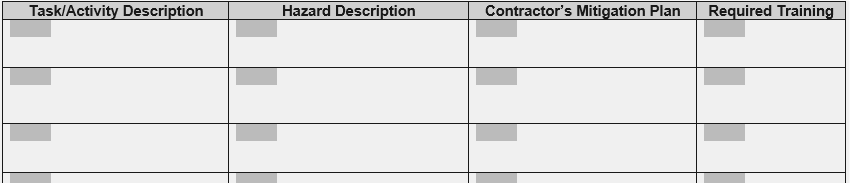 Task/Activity Description Hazard Description Contractor’s Mitigation Plan Required Training